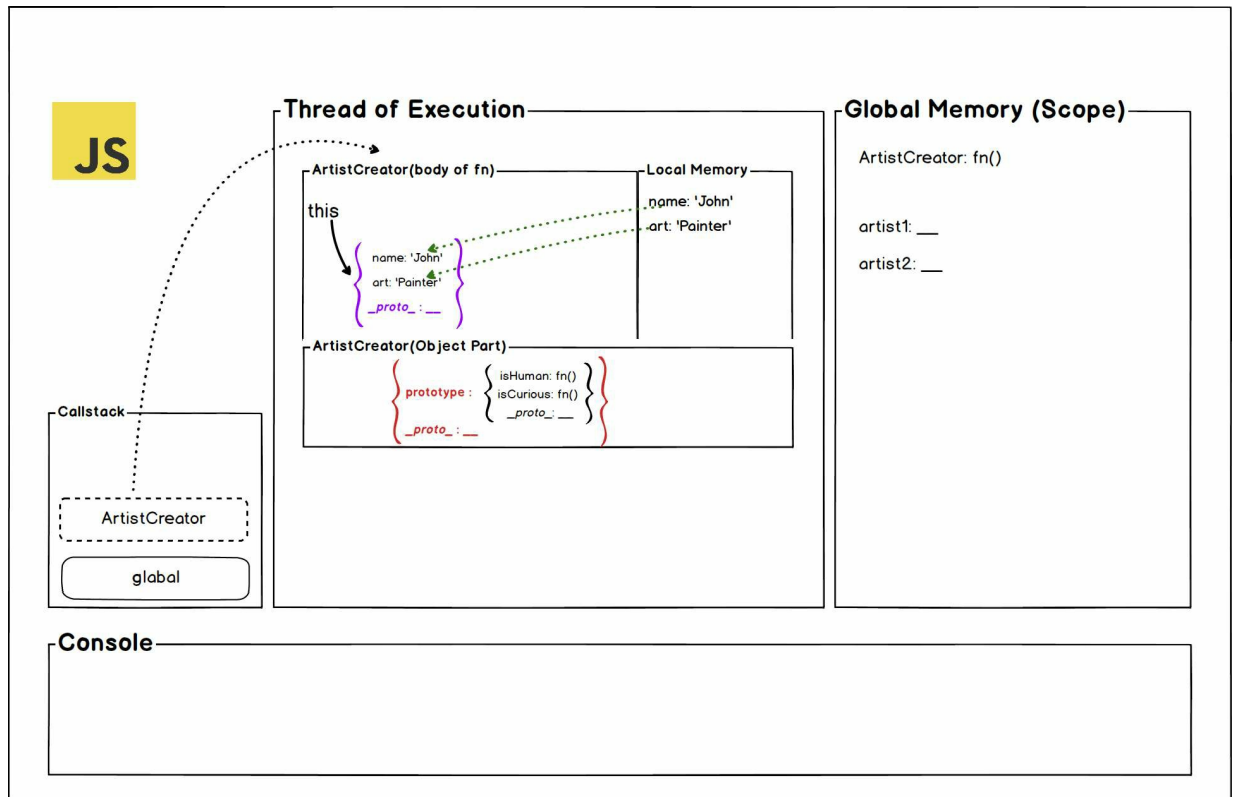 JS
Thread of Execution
ArtistCreator(body of fn)
this
name: 'John'
art: 'Painter'
_proto_ : __
Local Memory
name: 'John'
art: 'Painter'
ArtistCreator(Object Part)
prototype :
isHuman: fn()
isCurious: fn()
_proto_: __
_proto_ : __
Global Memory (Scope)
ArtistCreator: fn()
artist1: __
artist2: __
Callstack
ArtistCreator
glabal
Console